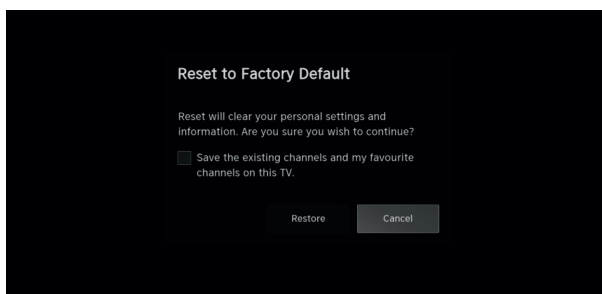 Reset to Factory Default
Reset will clear your personal settings and
information. Are you sure you wish to continue?
Save the existing channels and my favourite
channels on this TV.
Restore
Cancel